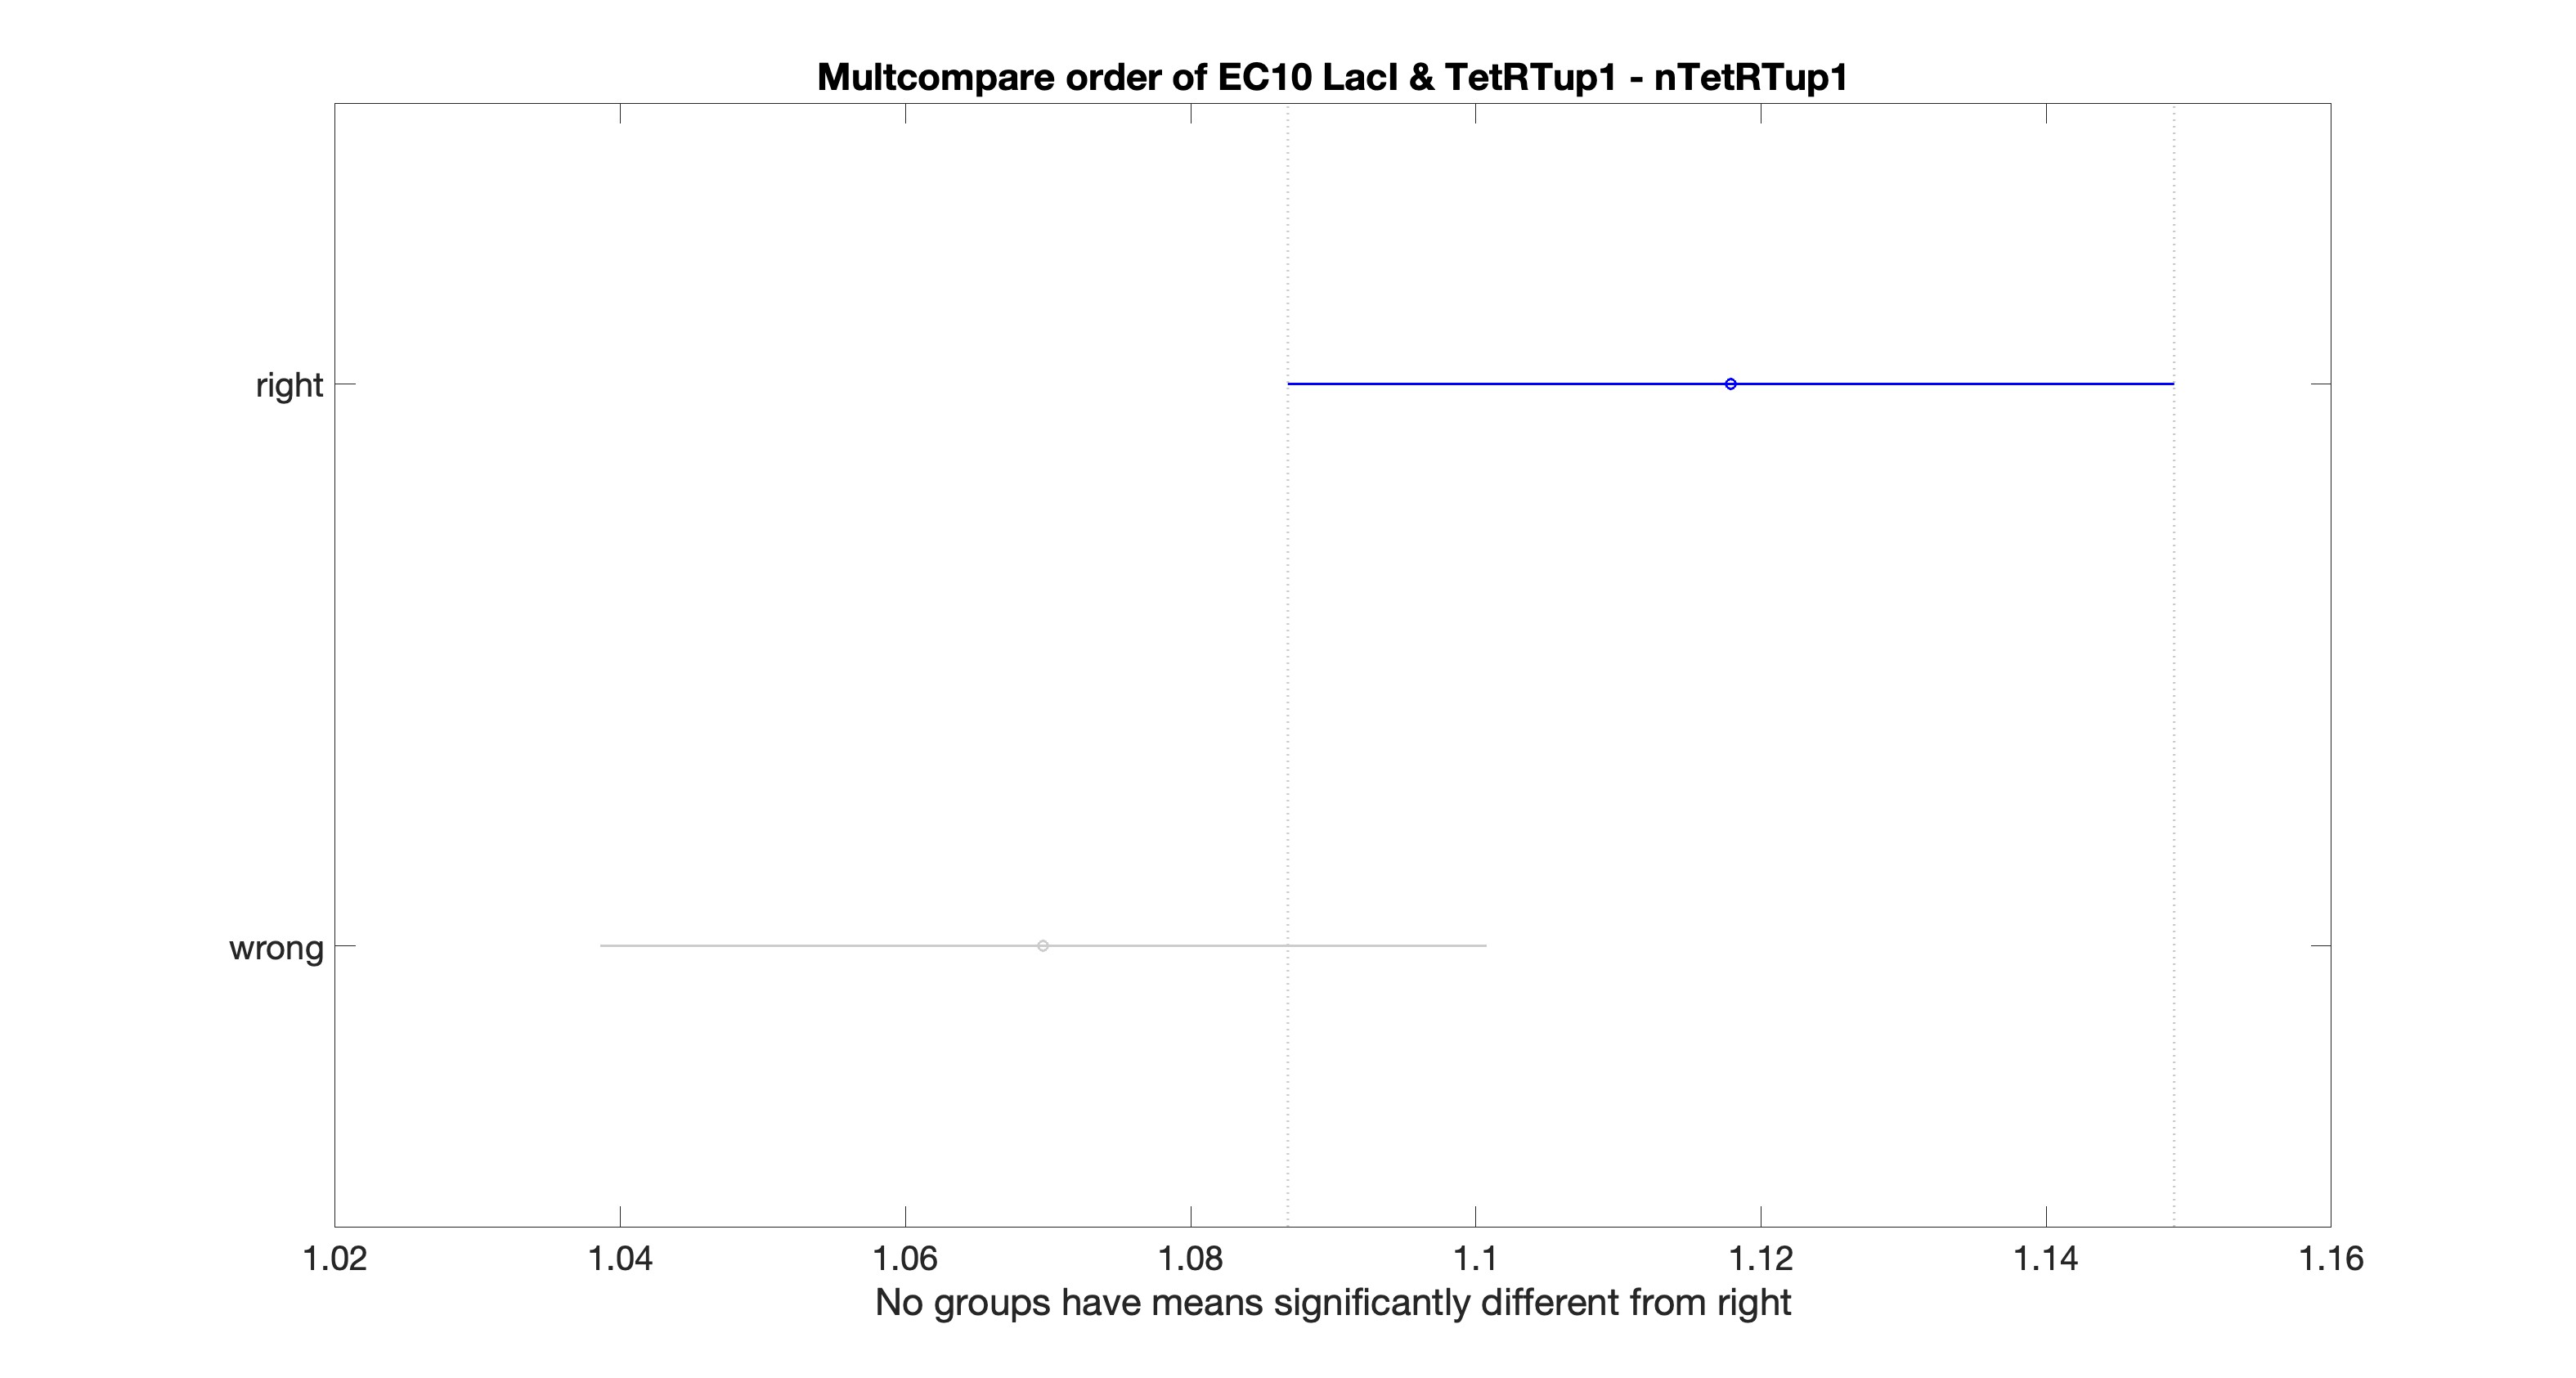 Multcompare order of EC10 LacI & TetRTup1 - nTetRTup1
right
wrong
1.02 1.04 1.06 1.08 1.1 1.12 1.14 1.16
No groups have means significantly different from right